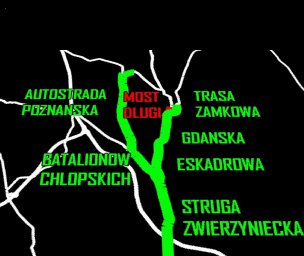 AUTOSTRADA
POZNANSKA
MOST
DLUGI
TRASA
ZAMKOWA
GDANSKA
BATALIONOW
CHLOPSKICH
ESKADROWA
STRUGA
ZWIERZYNIECKA